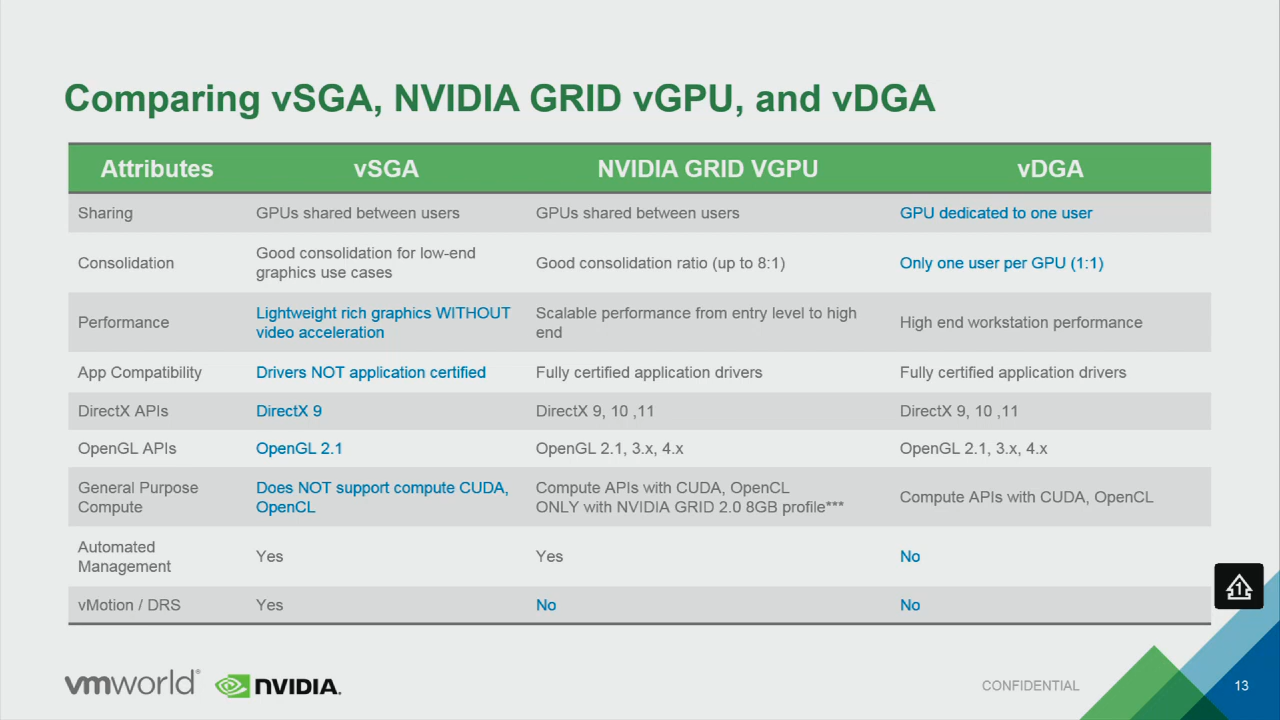 Comparing vSGA, NVIDIA GRID vGPU, and vDGA
Attributes vSGA NVIDIA GRID VGPU vDGA
Sharing GPUs shared between users GPUs shared between users GPU dedicated to one user
Consolidation Good consolidation for low-end graphics use cases Good consolidation ratio (up to 8:1) Only one user per GPU (1:1)
Performance Lightweight rich graphics WITHOUT video acceleration Scalable performance from entry level to high end High end workstation performance
App Compatibility Drivers NOT application certified Fully certified application drivers Fully certified application drivers
DirectX APIs DirectX 9 DirectX 9, 10 ,11 DirectX 9, 10 ,11
OpenGL APIs OpenGL 2.1 OpenGL 2.1, 3.x, 4.x OpenGL 2.1, 3.x, 4.x
General Purpose Compute Does NOT support compute CUDA, OpenCL Compute APIs with CUDA, OpenCL ONLY with NVIDIA GRID 2.0 8GB profile*** Compute APIs with CUDA, OpenCL
Automated Management Yes Yes No
vMotion / DRS Yes No No
1
vmworld® NVIDIA. CONFIDENTIAL 13